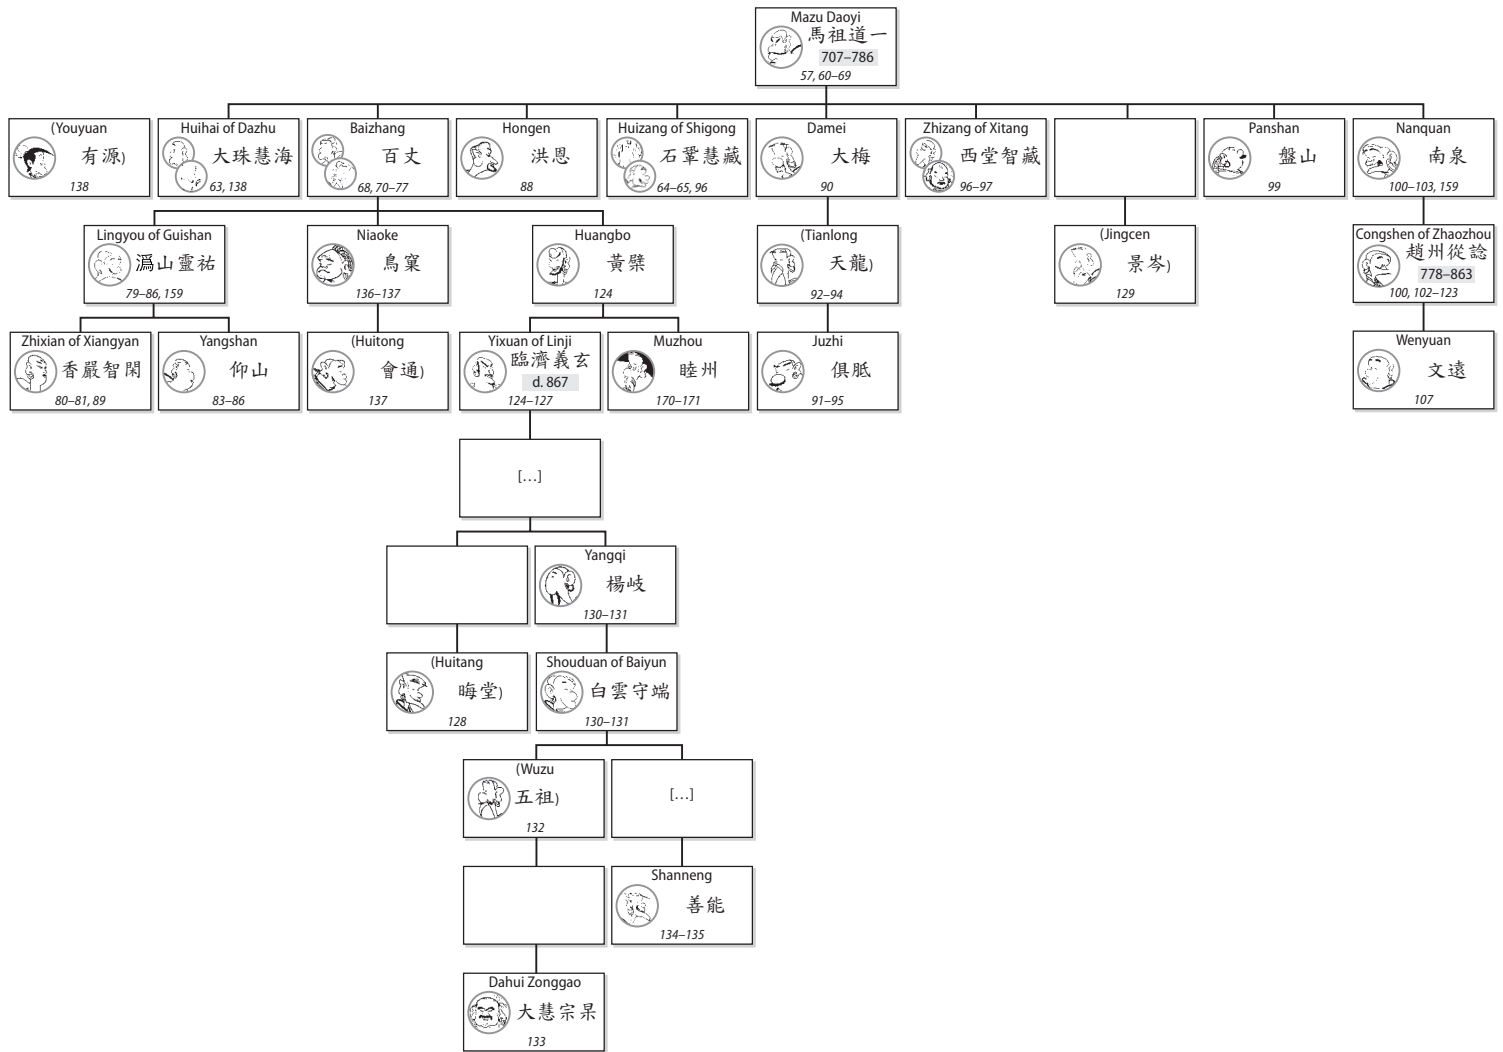 Mazu Daoyi
馬祖道一
707–786
57, 60–69
(Youyuan
有源)
138
Huihai of Dazhu
大珠慧海
63, 138
Baizhang
百丈
68, 70–77
Hongen
洪恩
88
Huizang of Shigong
石鞏慧藏
64–65, 96
Damei
大梅
90
Zhizang of Xitang
西堂智藏
96–97
Panshan
盤山
99
Nanquan
南泉
100–103, 159
Lingyou of Guishan
溈山靈祐
79–86, 159
Niaoke
鳥窠
136–137
Huangbo
黃檗
124
(Tianlong
天龍)
92–94
(Jingcen
景岑)
129
Congshen of Zhaozhou
趙州從諗
778–863
100, 102–123
Zhixian of Xiangyan
香嚴智閑
80–81, 89
Yangshan
仰山
83–86
(Huitong
會通)
137
Yixuan of Linji
臨濟義玄
d. 867
124–127
Muzhou
睦州
170–171
Juzhi
俱胝
91–95
Wenyuan
文遠
107
[…]
Yangqi
楊岐
130–131
(Huitang
晦堂)
128
Shouduan of Baiyun
白雲守端
130–131
(Wuzu
五祖)
132
[…]
Shanneng
善能
134–135
Dahui Zonggao
大慧宗杲
133